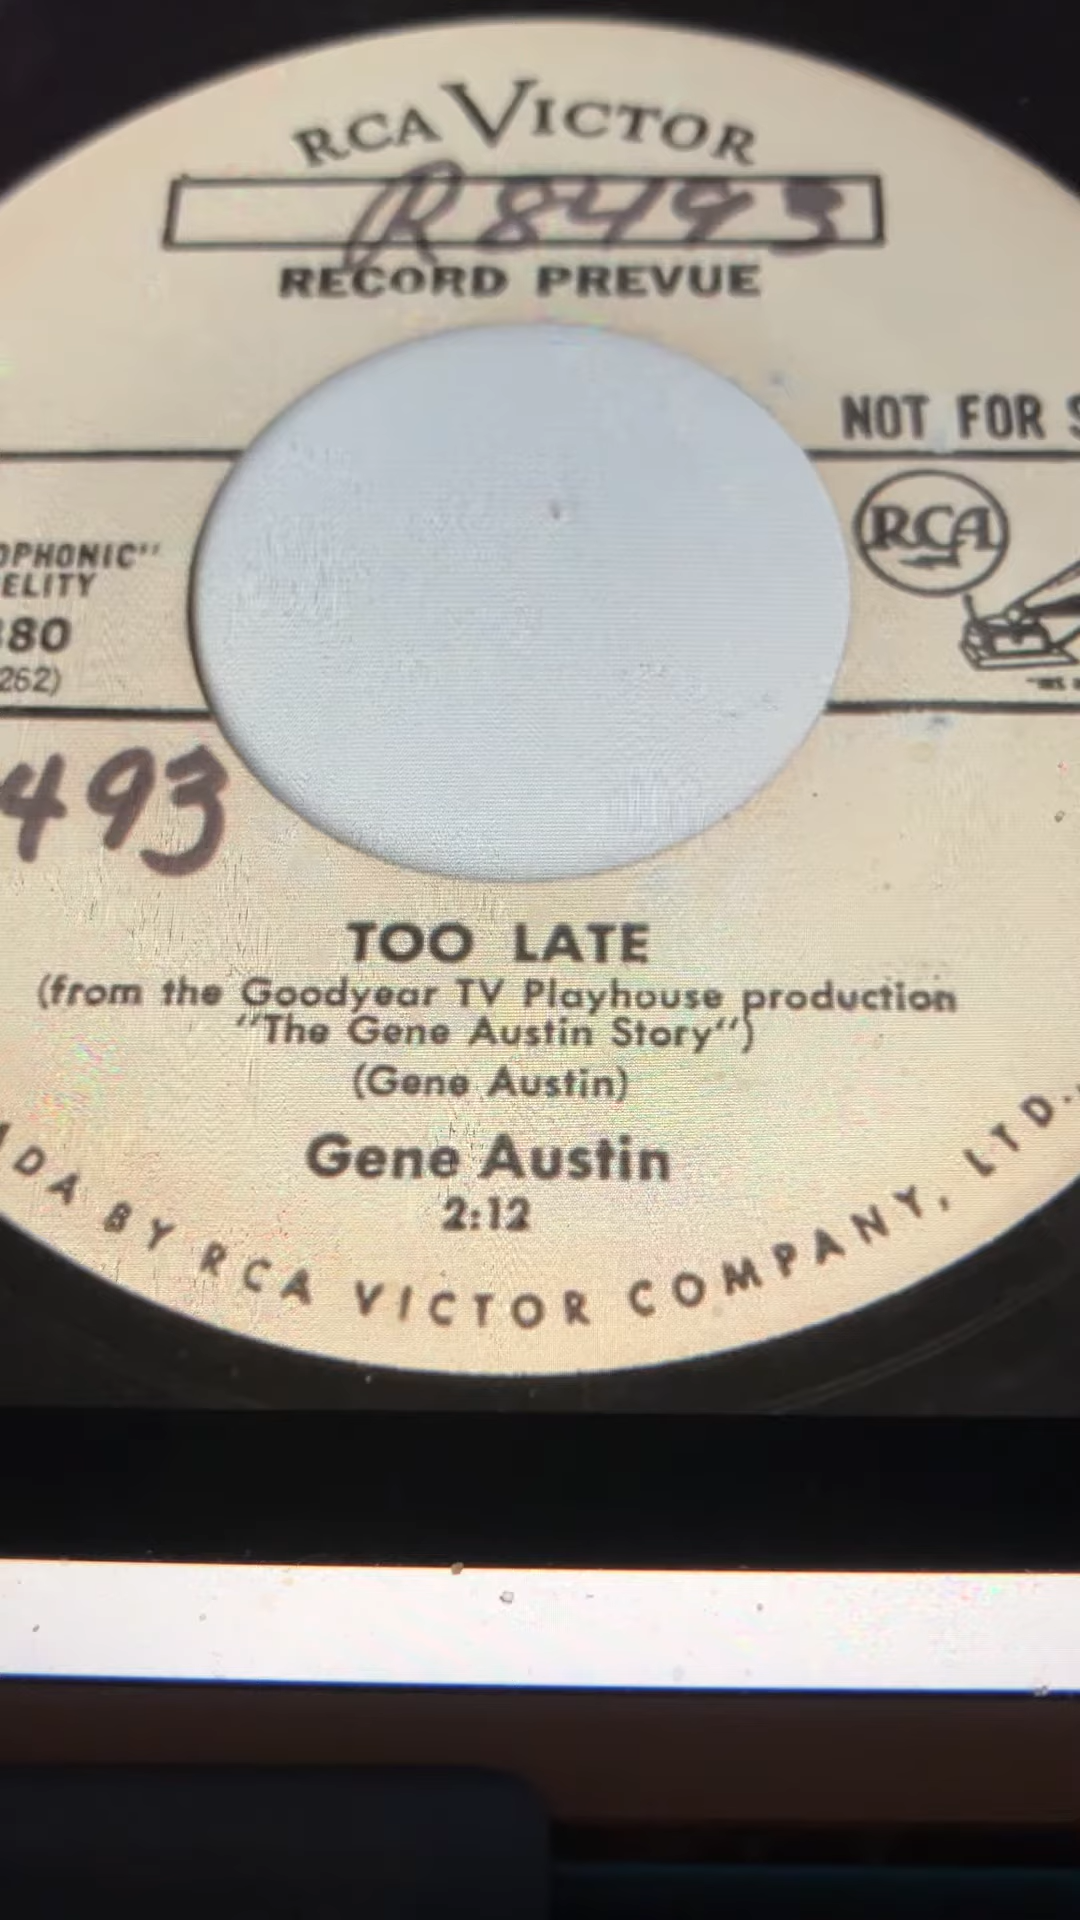 RCA VICTOR
R8493
RECORD PREVUE
NOT FOR
RCA
OPHONIC"
ELITY
80
262)
493
TOO LATE
(from the Goodyear TV Playhouse production
"The Gene Austin Story")
(Gene Austin)
Gene Austin
2:12
DA BY RCA VICTOR COMPANY, LTD.